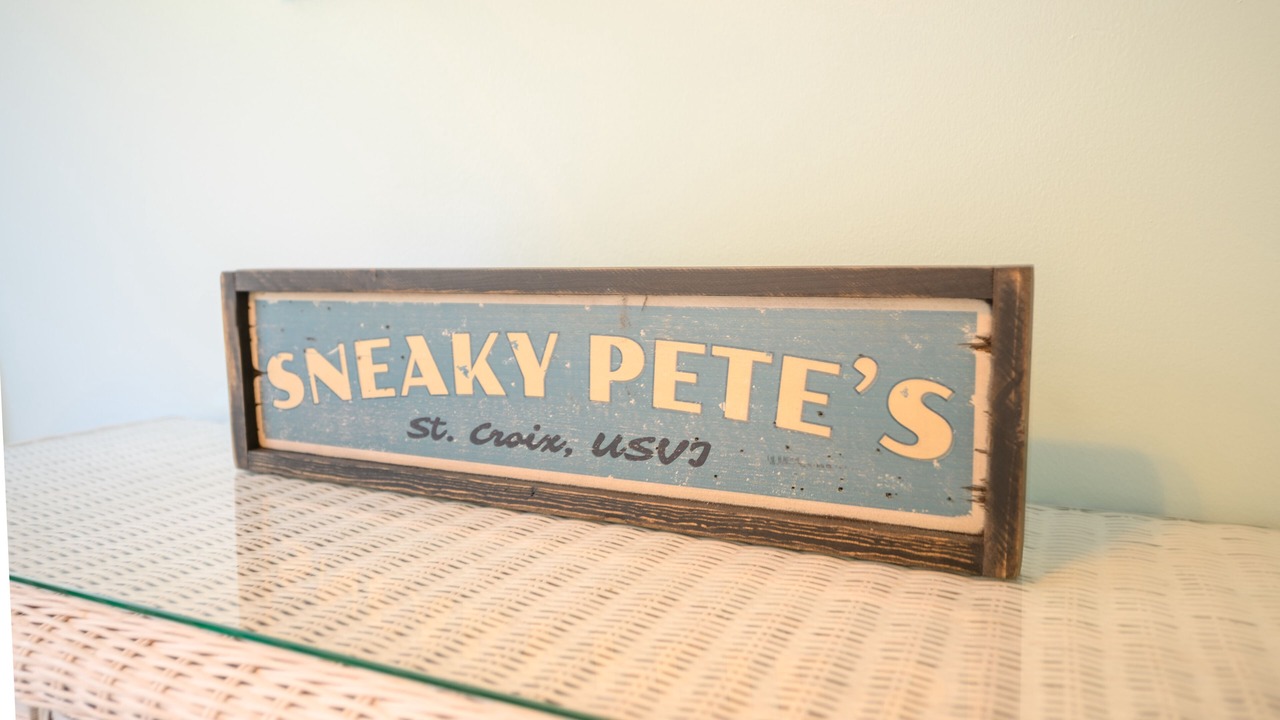 SNEAKY PETE'S
St. Croix, USVI